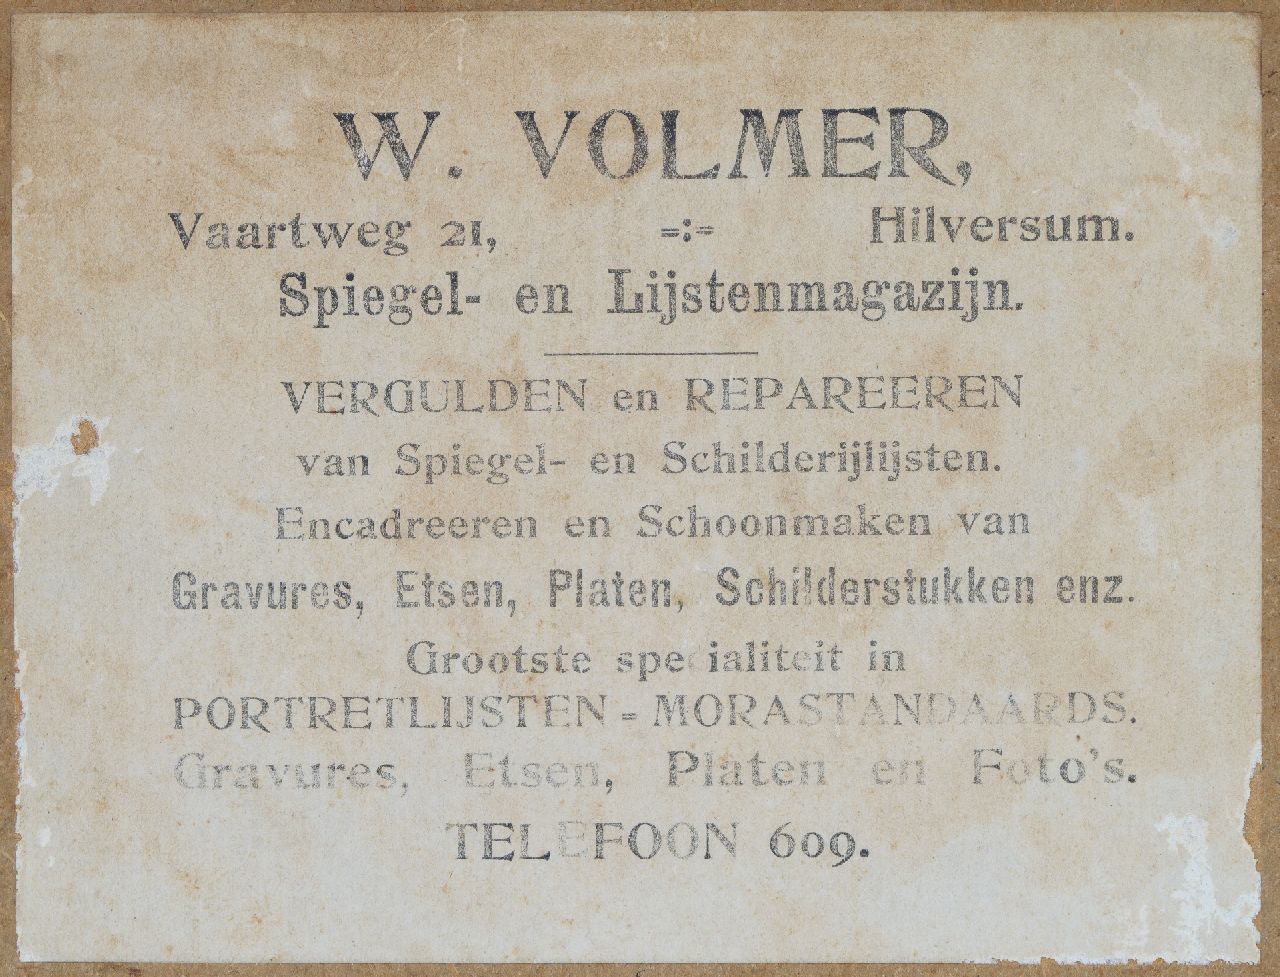 W. VOLMER,
Vaartweg 21, =:= Hilversum.
Spiegel- en Lijstenmagazijn.
VERGULDEN en REPAREEREN
van Spiegel- en Schilderijlijsten.
Encadreeren en Schoonmaken van
Gravures, Etsen, Platen, Schilderstukken enz.
Grootste specialiteit in
PORTRETLIJSTEN = MORASTANDAARDS.
Gravures, Etsen, Platen en Foto's.
TELEFOON 609.